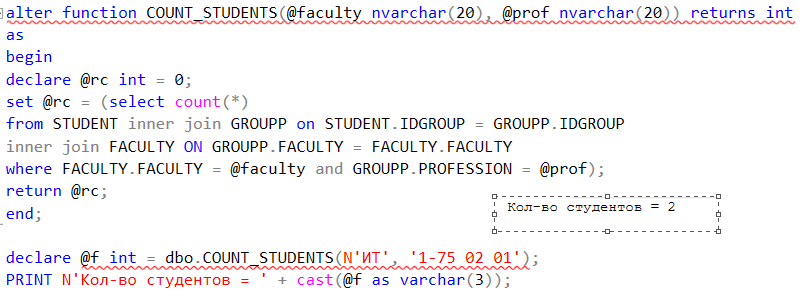 alter function COUNT_STUDENTS(@faculty nvarchar(20), @prof nvarchar(20)) returns int
as
begin
declare @rc int = 0;
set @rc = (select count(*)
from STUDENT inner join GROUPP on STUDENT.IDGROUP = GROUPP.IDGROUP
inner join FACULTY ON GROUPP.FACULTY = FACULTY.FACULTY
where FACULTY.FACULTY = @faculty and GROUPP.PROFESSION = @prof);
return @rc;
end;
Кол-во студентов = 2
declare @f int = dbo.COUNT_STUDENTS(N'ИТ', '1-75 02 01');
PRINT N'Кол-во студентов = ' + cast(@f as varchar(3));